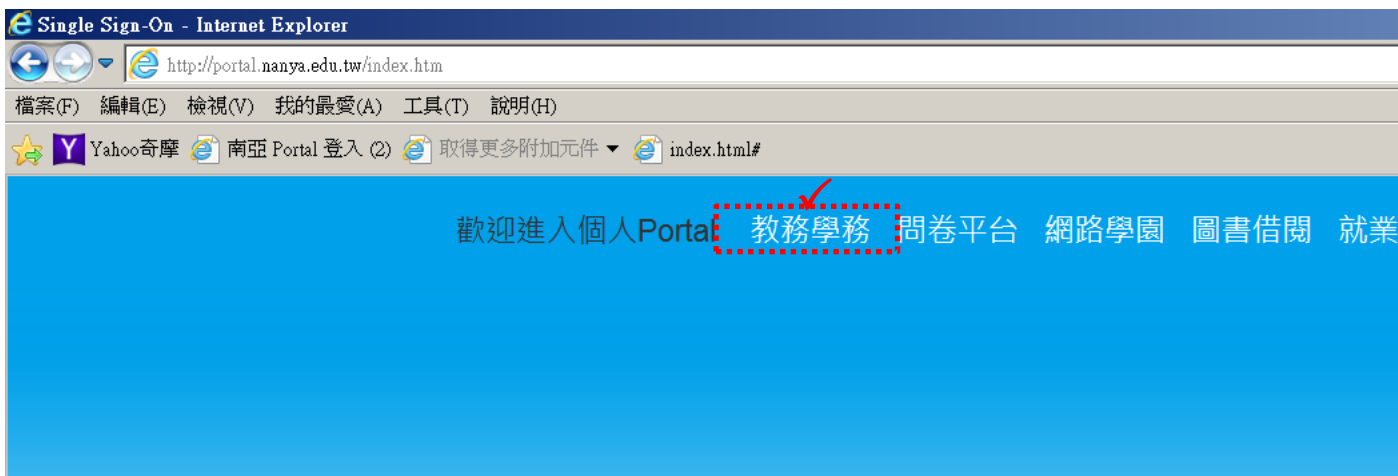 Single Sign-On - Internet Explorer
http://portal.nanya.edu.tw/index.htm
檔案(F) 編輯(E) 檢視(V) 我的最愛(A) 工具(T) 說明(H)
Yahoo奇摩 南亞 Portal 登入 (2) 取得更多附加元件 index.html#
歡迎進入個人Portal 教務學務 問卷平台 網路學園 圖書借閱 就業